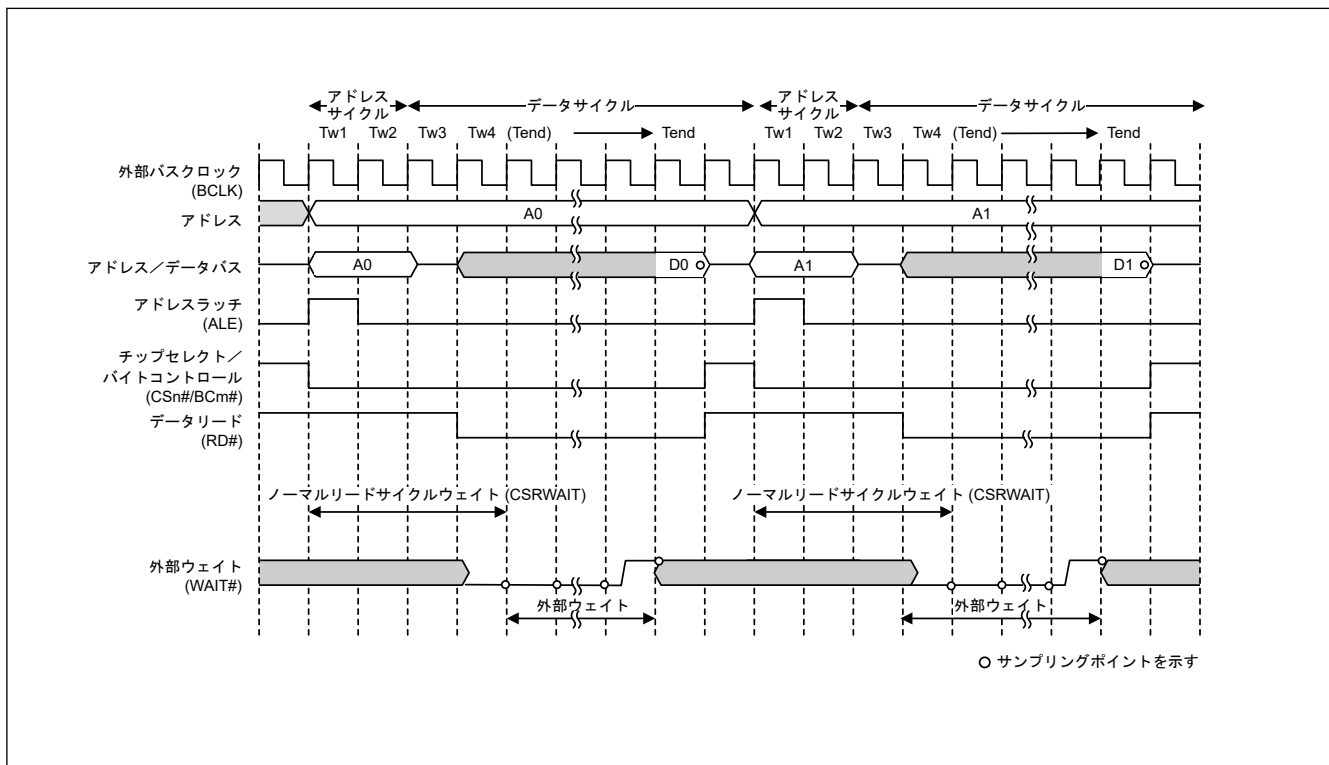 アドレス
サイクル
データサイクル
アドレス
サイクル
データサイクル
Tw1 Tw2 Tw3 Tw4 (Tend) Tend Tw1 Tw2 Tw3 Tw4 (Tend) Tend
外部バスクロック
(BCLK)
アドレス
A0 A1
アドレス／データバス
A0 D0 A1 D1
アドレスラッチ
(ALE)
チップセレクト／
バイトコントロール
(CSn#/BCm#)
データリード
(RD#)
ノーマルリードサイクルウェイト (CSRWAIT) ノーマルリードサイクルウェイト (CSRWAIT)
外部ウェイト
(WAIT#)
外部ウェイト 外部ウェイト
サンプリングポイントを示す